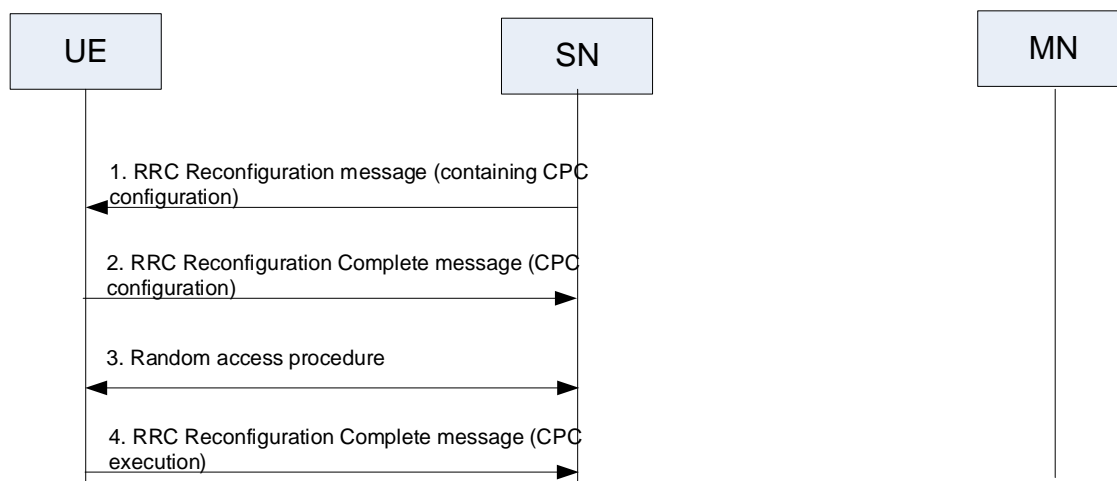 UE
SN
MN
1. RRC Reconfiguration message (containing CPC
configuration)
2. RRC Reconfiguration Complete message (CPC
configuration)
3. Random access procedure
4. RRC Reconfiguration Complete message (CPC
execution)